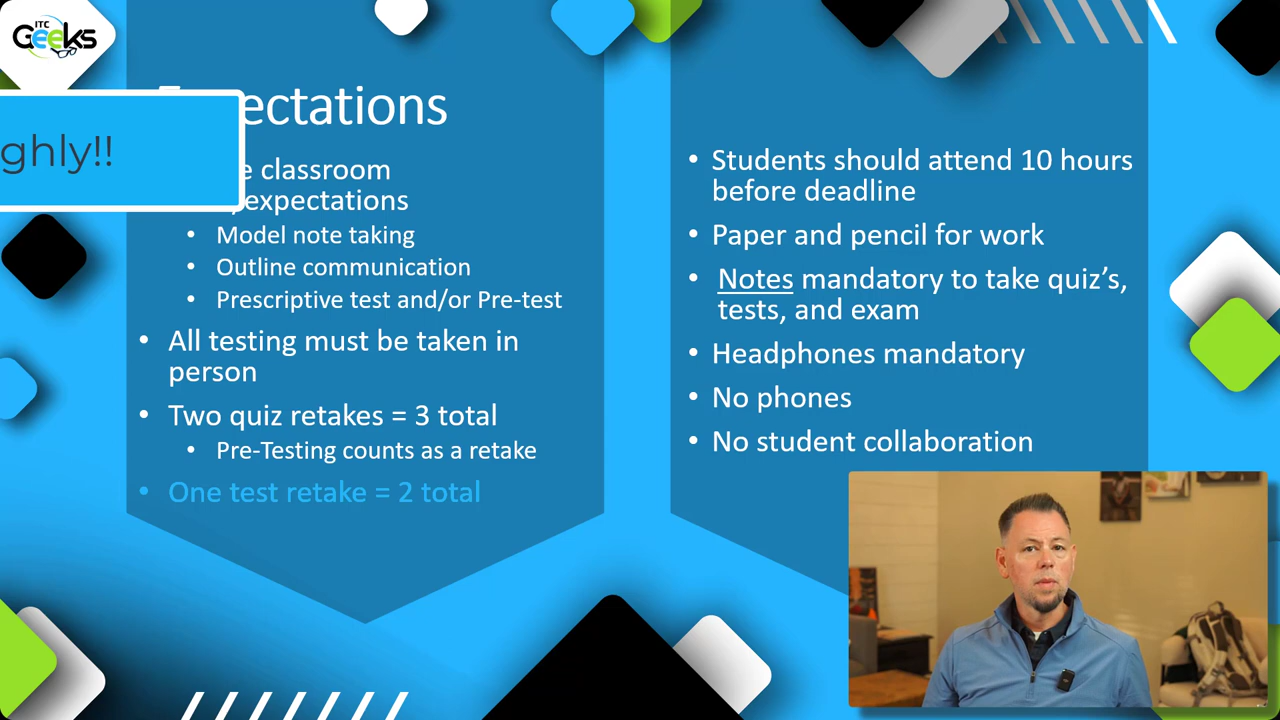 ITC
GeeKs
ghly!!
ectations
e classroom
expectations
Model note taking
Outline communication
Prescriptive test and/or Pre-test
All testing must be taken in
person
Two quiz retakes = 3 total
Pre-Testing counts as a retake
One test retake = 2 total
Students should attend 10 hours
before deadline
Paper and pencil for work
Notes mandatory to take quiz’s,
tests, and exam
Headphones mandatory
No phones
No student collaboration